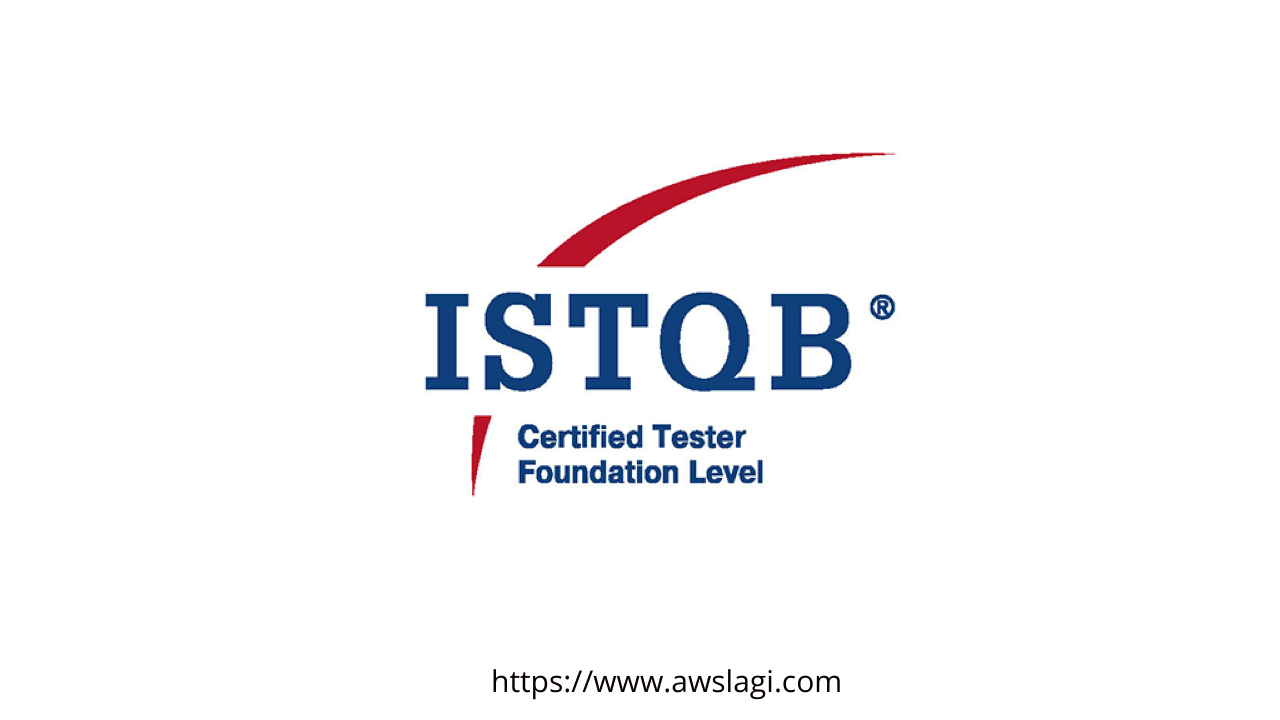 ISTQB®
Certified Tester
Foundation Level
https://www.awslagi.com